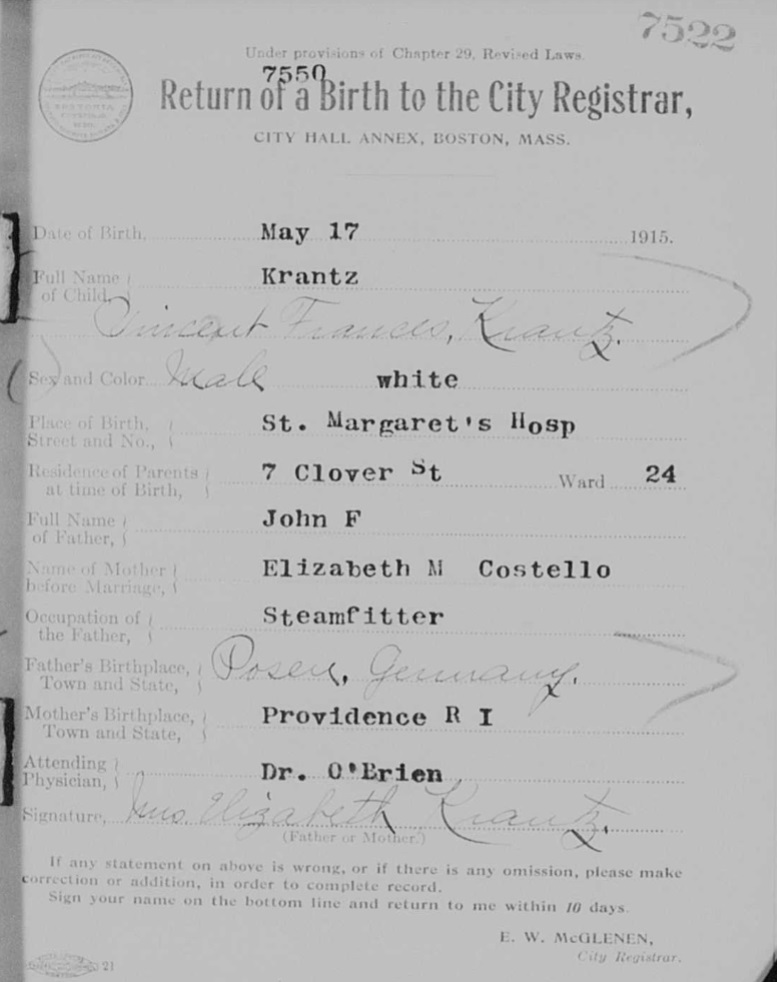 7522
Under provisions of Chapter 29, Revised Laws.
7550
Return of a Birth to the City Registrar,
CITY HALL ANNEX, BOSTON, MASS.
Date of Birth, May 17 1915.
Full Name of Child, Krantz
Vincent Francis, Krantz.
Sex and Color Male white
Place of Birth, Street and No., St. Margaret's Hosp
Residence of Parents at time of Birth, 7 Clover St Ward 24
Full Name of Father, John F
Name of Mother before Marriage, Elizabeth M Costello
Occupation of the Father, Steamfitter
Father's Birthplace, Town and State, Posen, Germany.
Mother's Birthplace, Town and State, Providence R I
Attending Physician, Dr. O'Brien
Signature, Mrs Elizabeth Krantz.
(Father or Mother.)
If any statement on above is wrong, or if there is any omission, please make
correction or addition, in order to complete record.
Sign your name on the bottom line and return to me within 10 days.
E. W. McGLENEN,
City Registrar.
21